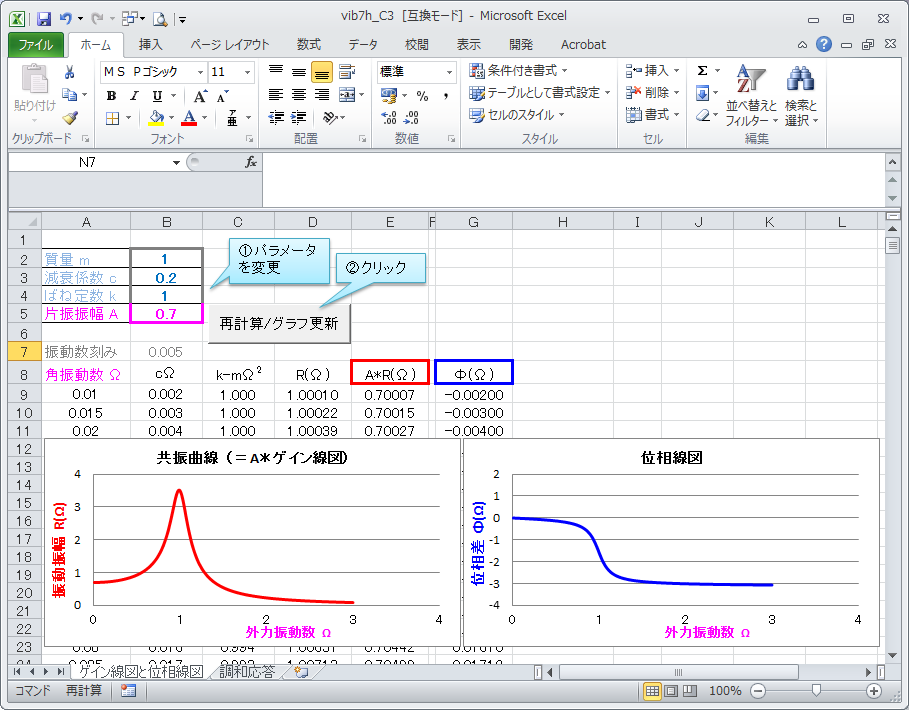 vib7h_C3 [互換モード] - Microsoft Excel
ファイル ホーム 挿入 ページ レイアウト 数式 データ 校閲 表示 開発 Acrobat
貼り付け
クリップボード
ＭＳ Ｐゴシック 11
B I U A A
A 亜
フォント
配置
標準
% ,
数値
条件付き書式
テーブルとして書式設定
セルのスタイル
スタイル
挿入
削除
書式
セル
Σ
並べ替えと
フィルター
検索と
選択
編集
N7 fx
A B C D E F G H I J K L
1
2 質量 m 1
3 減衰係数 c 0.2
4 ばね定数 k 1
5 片振振幅 A 0.7
①パラメータ
を変更
②クリック
再計算/グラフ更新
6
7 振動数刻み 0.005
8 角振動数 Ω cΩ k-mΩ² R(Ω) A*R(Ω) Φ(Ω)
9 0.01 0.002 1.000 1.00010 0.70007 -0.00200
10 0.015 0.003 1.000 1.00022 0.70015 -0.00300
11 0.02 0.004 1.000 1.00039 0.70027 -0.00400
12
13
14
15
16
17
18
19
20
21
22
23
共振曲線（＝A*ゲイン線図）
振動振幅 R(Ω)
4
3
2
1
0
0 1 2 3 4
外力振動数 Ω
位相線図
位相差 Φ(Ω)
2
1
0
-1
-2
-3
-4
0 1 2 3 4
外力振動数 Ω
ゲイン線図と位相線図 調和応答
コマンド 再計算 100%